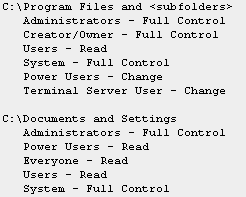 C:\Program Files and <subfolders>
Administrators - Full Control
Creator/Owner - Full Control
Users - Read
System - Full Control
Power Users - Change
Terminal Server User - Change
C:\Documents and Settings
Administrators - Full Control
Power Users - Read
Everyone - Read
Users - Read
System - Full Control